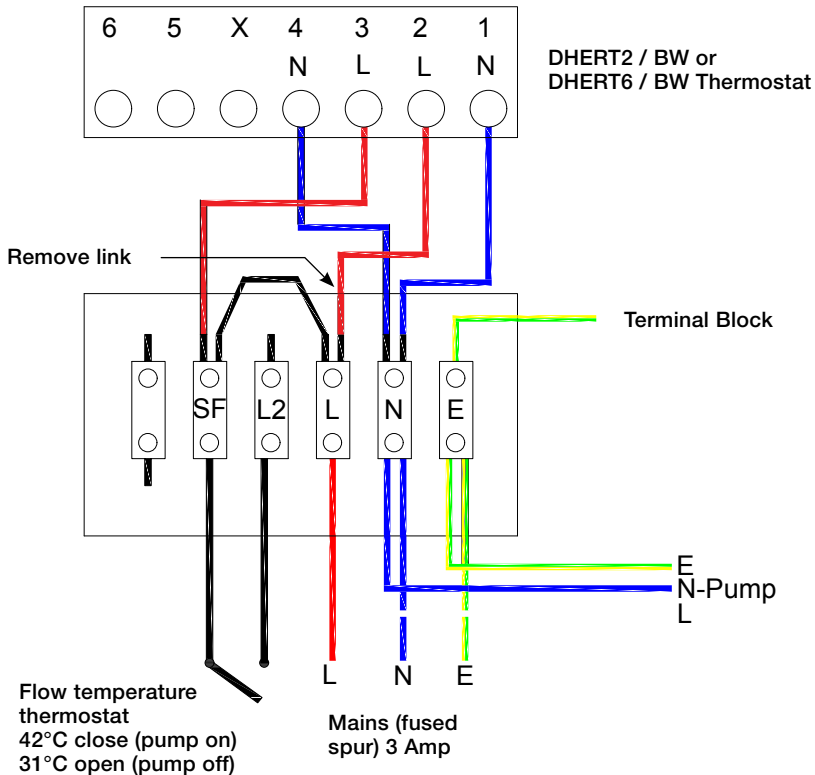 6 5 X 4 3 2 1
N L L N
DHERT2 / BW or
DHERT6 / BW Thermostat
Remove link
Terminal Block
SF L2 L N E
E
N-Pump
L
L N E
Flow temperature
thermostat
42°C close (pump on)
31°C open (pump off)
Mains (fused
spur) 3 Amp